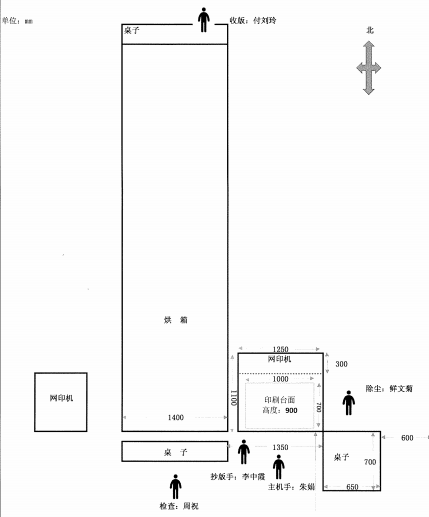 单位：mm
收版：付刘玲
北
桌子
烘 箱
1250
网印机
300
1000
除尘：鲜文菊
网印机
1100
印刷台面
高度：900
700
1400
600
1350
桌 子
桌子
700
抄版手：李中霞
主机手：朱娟
650
检查：周祝